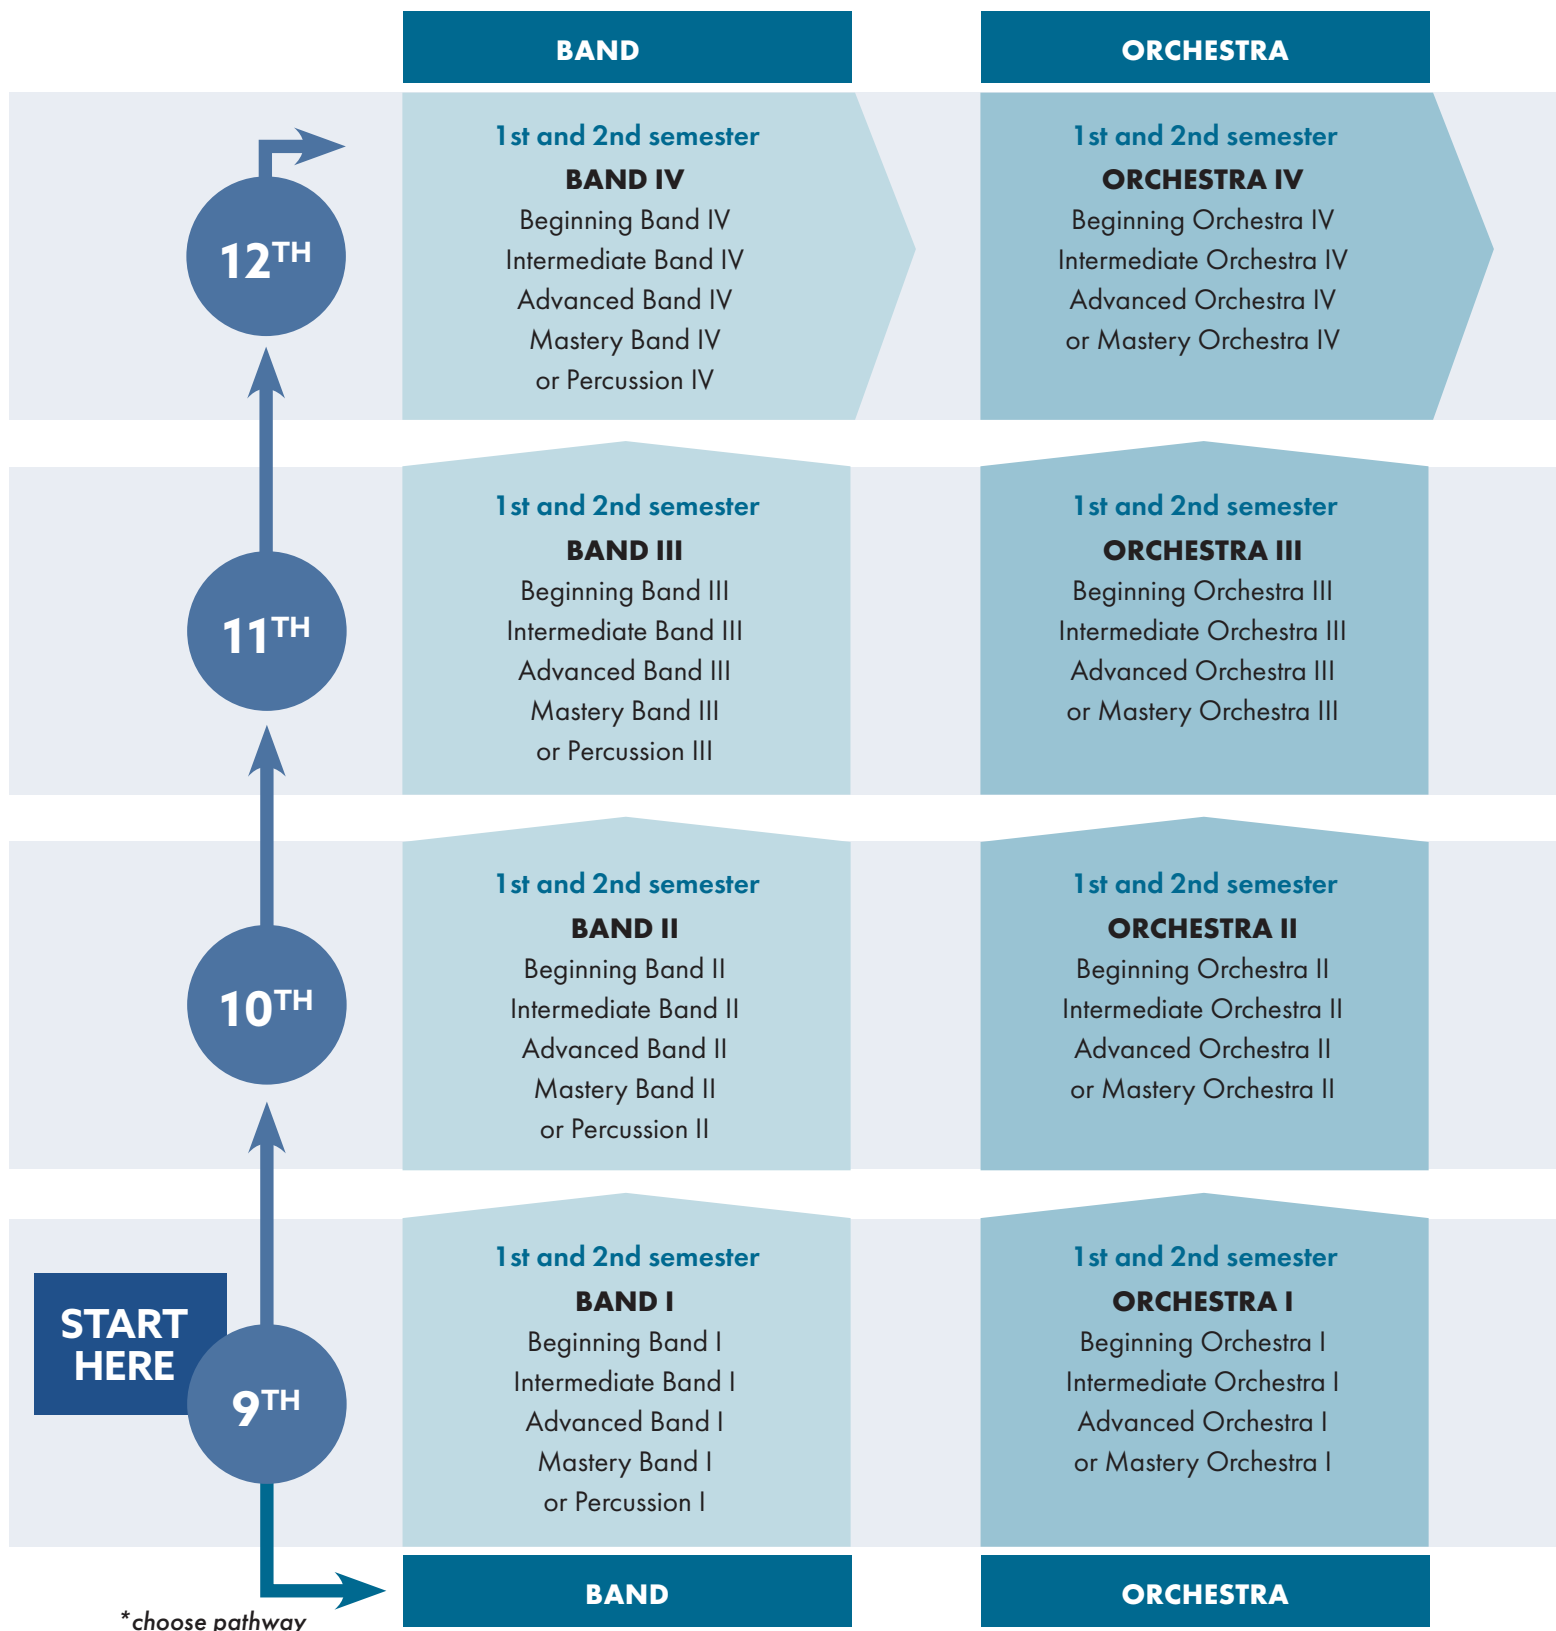 BAND
ORCHESTRA
12TH
1st and 2nd semester
BAND IV
Beginning Band IV
Intermediate Band IV
Advanced Band IV
Mastery Band IV
or Percussion IV
1st and 2nd semester
ORCHESTRA IV
Beginning Orchestra IV
Intermediate Orchestra IV
Advanced Orchestra IV
or Mastery Orchestra IV
11TH
1st and 2nd semester
BAND III
Beginning Band III
Intermediate Band III
Advanced Band III
Mastery Band III
or Percussion III
1st and 2nd semester
ORCHESTRA III
Beginning Orchestra III
Intermediate Orchestra III
Advanced Orchestra III
or Mastery Orchestra III
10TH
1st and 2nd semester
BAND II
Beginning Band II
Intermediate Band II
Advanced Band II
Mastery Band II
or Percussion II
1st and 2nd semester
ORCHESTRA II
Beginning Orchestra II
Intermediate Orchestra II
Advanced Orchestra II
or Mastery Orchestra II
START
HERE
9TH
1st and 2nd semester
BAND I
Beginning Band I
Intermediate Band I
Advanced Band I
Mastery Band I
or Percussion I
1st and 2nd semester
ORCHESTRA I
Beginning Orchestra I
Intermediate Orchestra I
Advanced Orchestra I
or Mastery Orchestra I
*choose pathway
BAND
ORCHESTRA